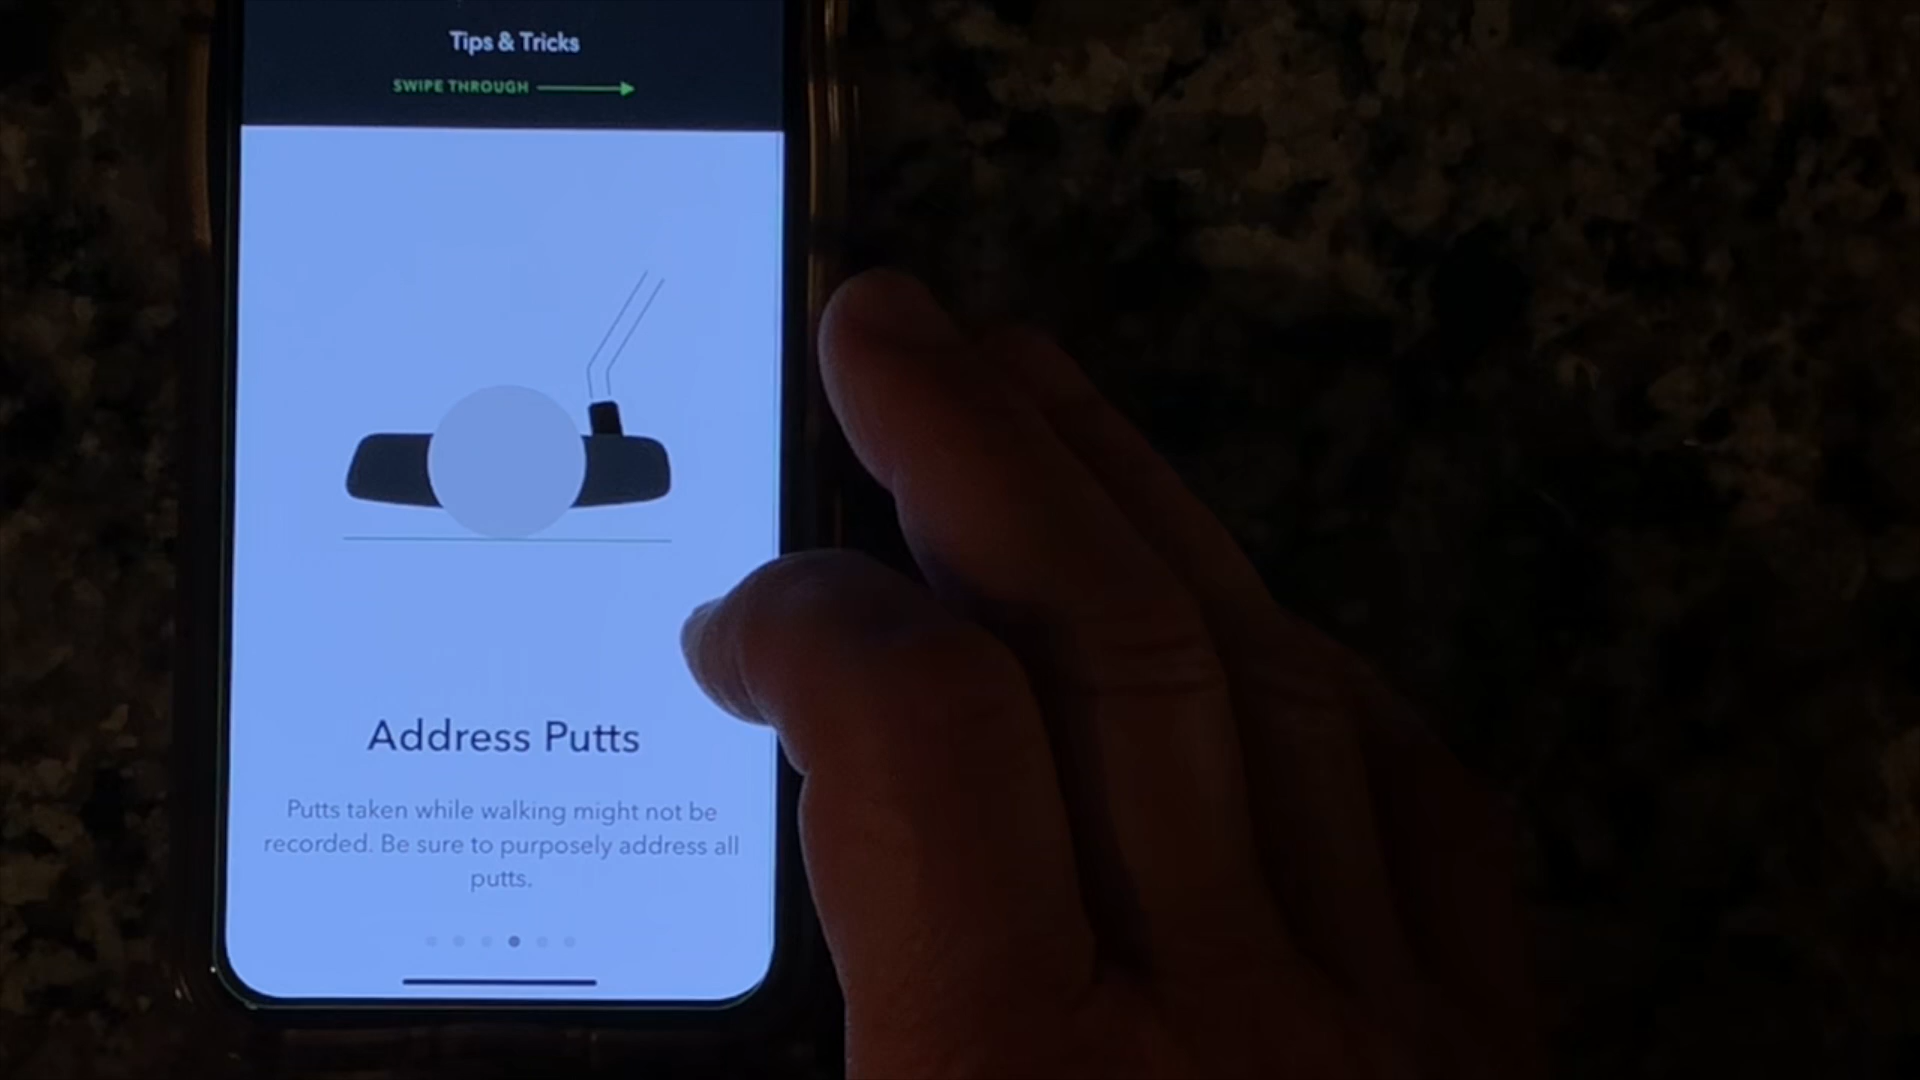 Tips & Tricks
SWIPE THROUGH
Address Putts
Putts taken while walking might not be
recorded. Be sure to purposely address all
putts.